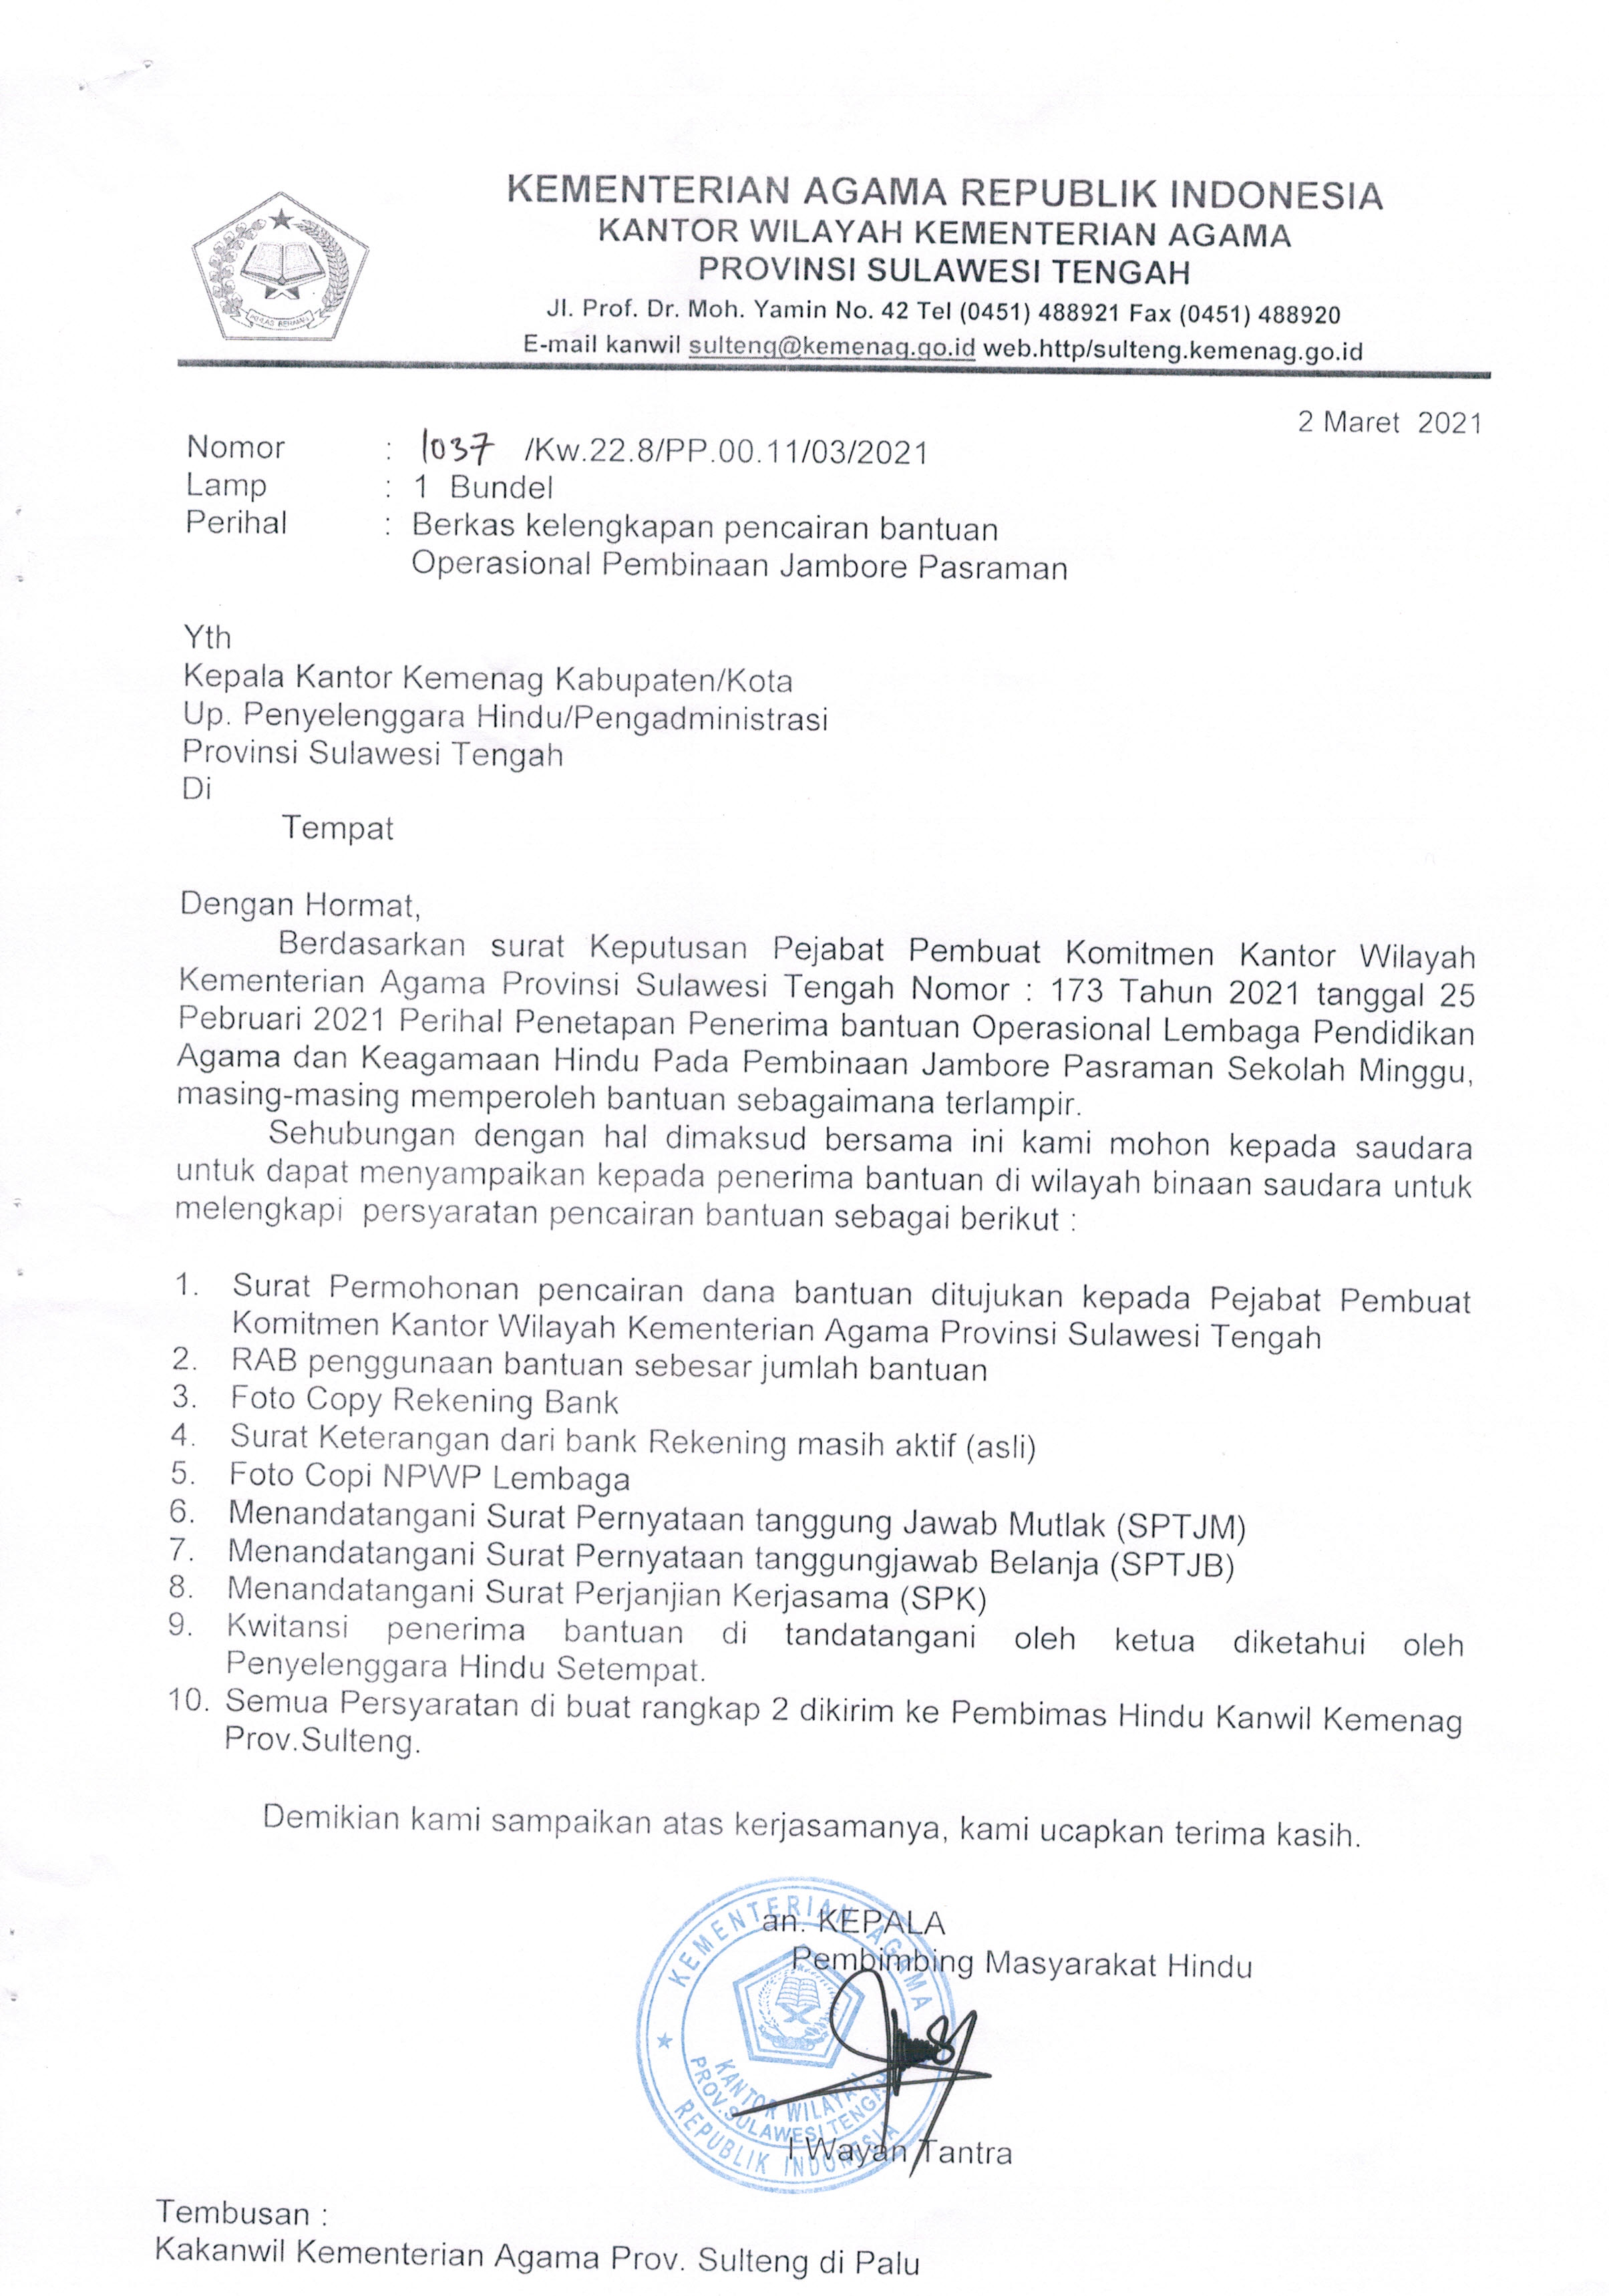 KEMENTERIAN AGAMA REPUBLIK INDONESIA
KANTOR WILAYAH KEMENTERIAN AGAMA
PROVINSI SULAWESI TENGAH
Jl. Prof. Dr. Moh. Yamin No. 42 Tel (0451) 488921 Fax (0451) 488920
E-mail kanwil sulteng@kemenag.go.id web.http/sulteng.kemenag.go.id
2 Maret 2021
Nomor : 1037 /Kw.22.8/PP.00.11/03/2021
Lamp : 1 Bundel
Perihal : Berkas kelengkapan pencairan bantuan
Operasional Pembinaan Jambore Pasraman
Yth
Kepala Kantor Kemenag Kabupaten/Kota
Up. Penyelenggara Hindu/Pengadministrasi
Provinsi Sulawesi Tengah
Di
Tempat
Dengan Hormat,
Berdasarkan surat Keputusan Pejabat Pembuat Komitmen Kantor Wilayah
Kementerian Agama Provinsi Sulawesi Tengah Nomor : 173 Tahun 2021 tanggal 25
Pebruari 2021 Perihal Penetapan Penerima bantuan Operasional Lembaga Pendidikan
Agama dan Keagamaan Hindu Pada Pembinaan Jambore Pasraman Sekolah Minggu,
masing-masing memperoleh bantuan sebagaimana terlampir.
Sehubungan dengan hal dimaksud bersama ini kami mohon kepada saudara
untuk dapat menyampaikan kepada penerima bantuan di wilayah binaan saudara untuk
melengkapi persyaratan pencairan bantuan sebagai berikut :
1. Surat Permohonan pencairan dana bantuan ditujukan kepada Pejabat Pembuat
Komitmen Kantor Wilayah Kementerian Agama Provinsi Sulawesi Tengah
2. RAB penggunaan bantuan sebesar jumlah bantuan
3. Foto Copy Rekening Bank
4. Surat Keterangan dari bank Rekening masih aktif (asli)
5. Foto Copi NPWP Lembaga
6. Menandatangani Surat Pernyataan tanggung Jawab Mutlak (SPTJM)
7. Menandatangani Surat Pernyataan tanggungjawab Belanja (SPTJB)
8. Menandatangani Surat Perjanjian Kerjasama (SPK)
9. Kwitansi penerima bantuan di tandatangani oleh ketua diketahui oleh
Penyelenggara Hindu Setempat.
10. Semua Persyaratan di buat rangkap 2 dikirim ke Pembimas Hindu Kanwil Kemenag
Prov.Sulteng.
Demikian kami sampaikan atas kerjasamanya, kami ucapkan terima kasih.
an. KEPALA
Pembimbing Masyarakat Hindu
KEMENTERIAN AGAMA
KANTOR WILAYAH
PROV.SULAWESI TENGAH
REPUBLIK INDONESIA
I Wayan Tantra
Tembusan :
Kakanwil Kementerian Agama Prov. Sulteng di Palu